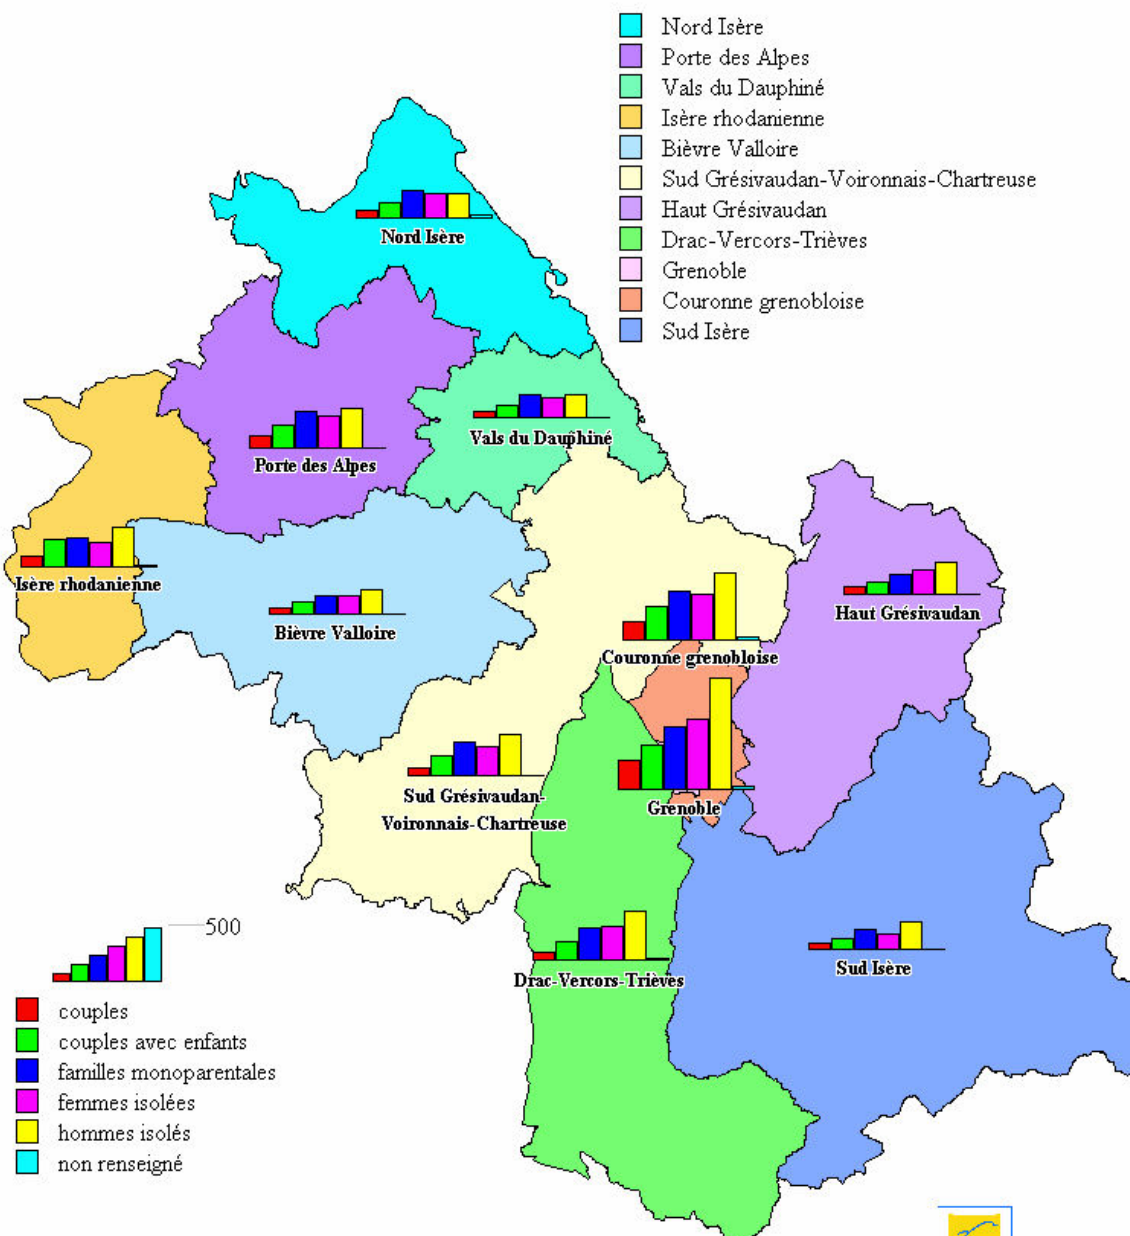 Nord Isère
Porte des Alpes
Vals du Dauphiné
Isère rhodanienne
Bièvre Valloire
Sud Grésivaudan-Voironnais-Chartreuse
Haut Grésivaudan
Drac-Vercors-Trièves
Grenoble
Couronne grenobloise
Sud Isère
Nord Isère
Vals du Dauphiné
Porte des Alpes
Isère rhodanienne
Haut Grésivaudan
Bièvre Valloire
Couronne grenobloise
Sud Grésivaudan-
Voironnais-Chartreuse
Grenoble
Drac-Vercors-Trièves
Sud Isère
500
couples
couples avec enfants
familles monoparentales
femmes isolées
hommes isolés
non renseigné